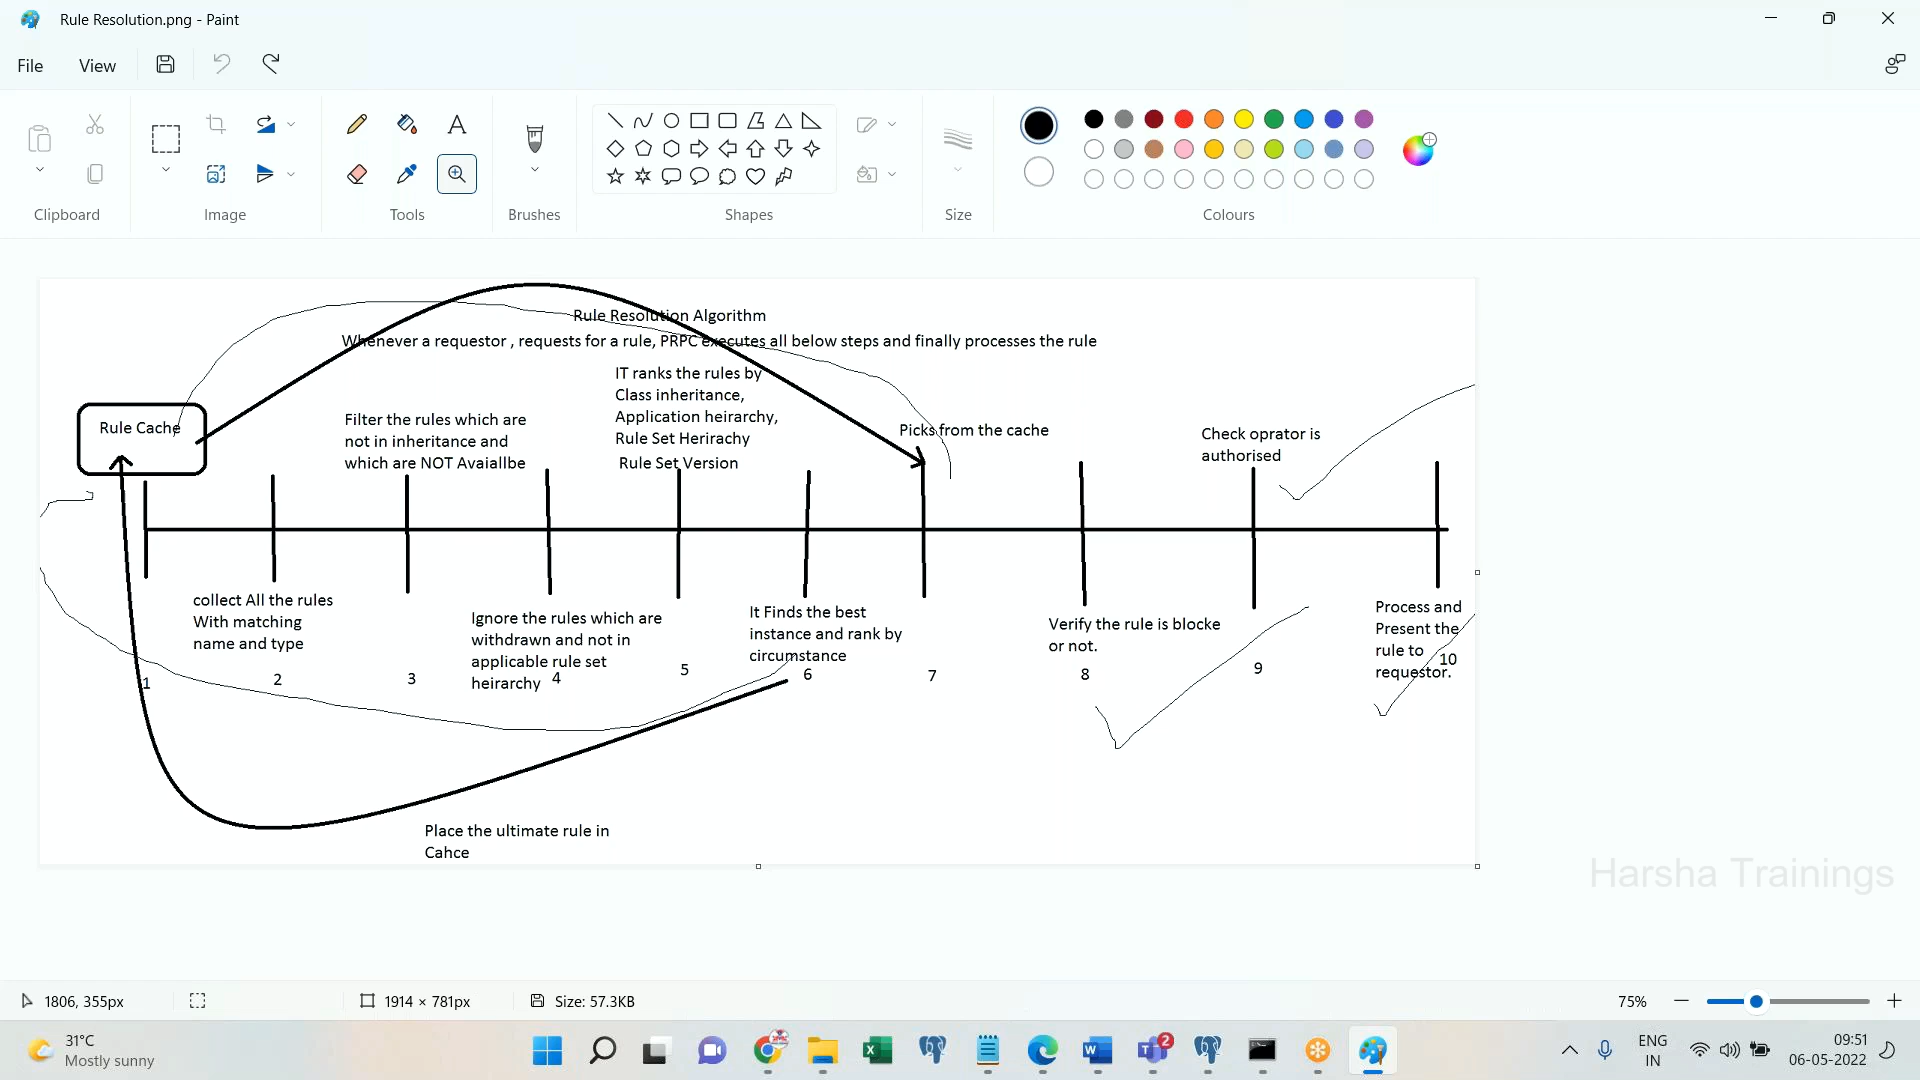 Rule Resolution.png - Paint
File
View
Clipboard
Image
Tools
Brushes
Shapes
Size
Colours
Rule Resolution Algorithm
Whenever a requestor , requests for a rule, PRPC executes all below steps and finally processes the rule
Rule Cache
Filter the rules which are
not in inheritance and
which are NOT Avaiallbe
IT ranks the rules by
Class inheritance,
Application heirarchy,
Rule Set Herirachy
Rule Set Version
Picks from the cache
Check oprator is
authorised
collect All the rules
With matching
name and type
Ignore the rules which are
withdrawn and not in
applicable rule set
heirarchy
It Finds the best
instance and rank by
circumstance
Verify the rule is blocke
or not.
Process and
Present the
rule to
requestor.
1
2
3
4
5
6
7
8
9
10
Place the ultimate rule in
Cahce
Harsha Trainings
1806, 355px
1914 × 781px
Size: 57.3KB
75%
31°C
Mostly sunny
2
ENG
IN
09:51
06-05-2022